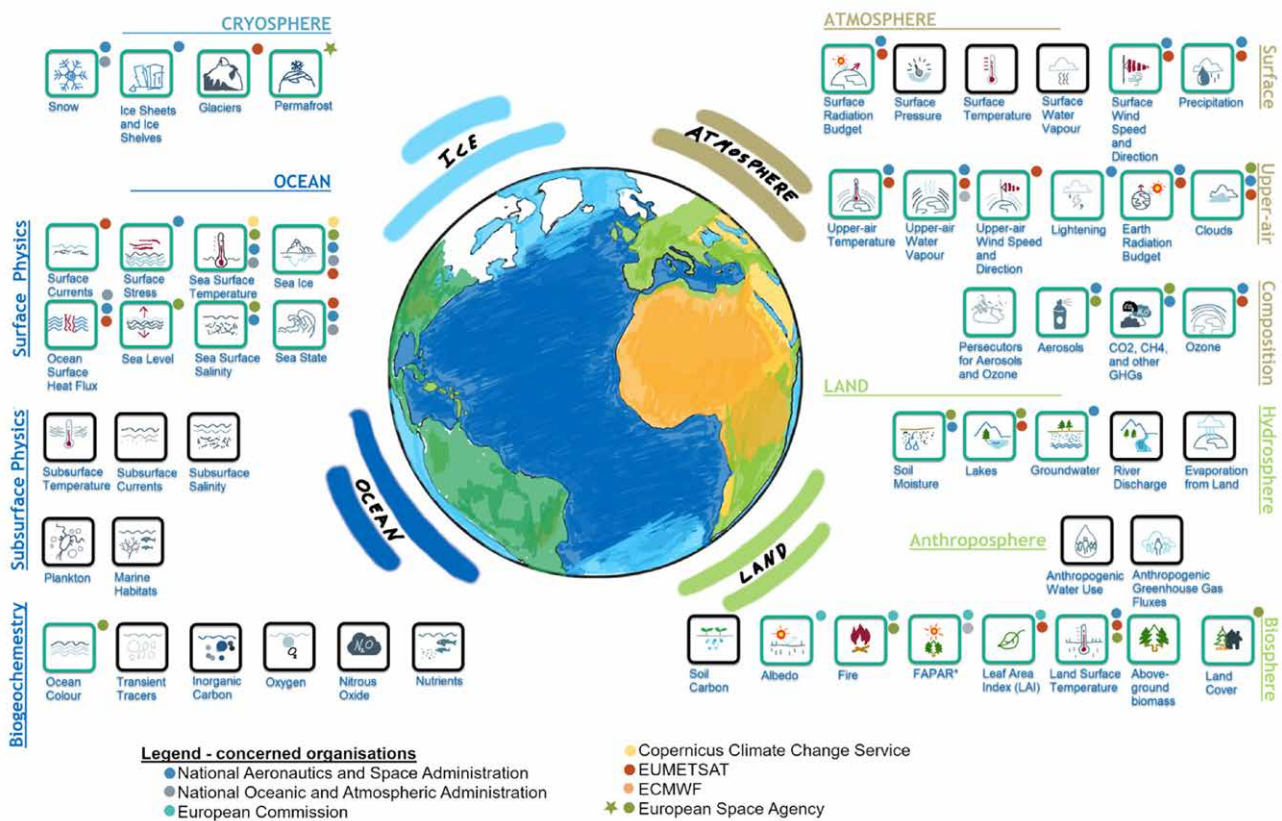 CRYOSPHERE
Snow
Ice Sheets
and Ice
Shelves
Glaciers
Permafrost
OCEAN
Surface Physics
Surface
Currents
Surface
Stress
Sea Surface
Temperature
Sea Ice
Ocean
Surface
Heat Flux
Sea Level
Sea Surface
Salinity
Sea State
Subsurface Physics
Subsurface
Temperature
Subsurface
Currents
Subsurface
Salinity
Plankton
Marine
Habitats
Biogeochemestry
Ocean
Colour
Transient
Tracers
Inorganic
Carbon
Oxygen
N2O
Nitrous
Oxide
Nutrients
ICE
ATMOSPHERE
OCEAN
LAND
ATMOSPHERE
Surface
Surface
Radiation
Budget
Surface
Pressure
Surface
Temperature
Surface
Water
Vapour
Surface
Wind
Speed
and
Direction
Precipitation
Upper-air
Upper-air
Temperature
Upper-air
Water
Vapour
Upper-air
Wind Speed
and
Direction
Lightening
Earth
Radiation
Budget
Clouds
Composition
Persecutors
for Aerosols
and Ozone
Aerosols
CO2, CH4,
and other
GHGs
Ozone
LAND
Hydrosphere
Soil
Moisture
Lakes
Groundwater
River
Discharge
Evaporation
from Land
Anthroposphere
Anthropogenic
Water Use
Anthropogenic
Greenhouse Gas
Fluxes
Biosphere
Soil
Carbon
Albedo
Fire
FAPAR*
Leaf Area
Index (LAI)
Land Surface
Temperature
Above-
ground
biomass
Land
Cover
Legend - concerned organisations
National Aeronautics and Space Administration
National Oceanic and Atmospheric Administration
European Commission
Copernicus Climate Change Service
EUMETSAT
ECMWF
European Space Agency